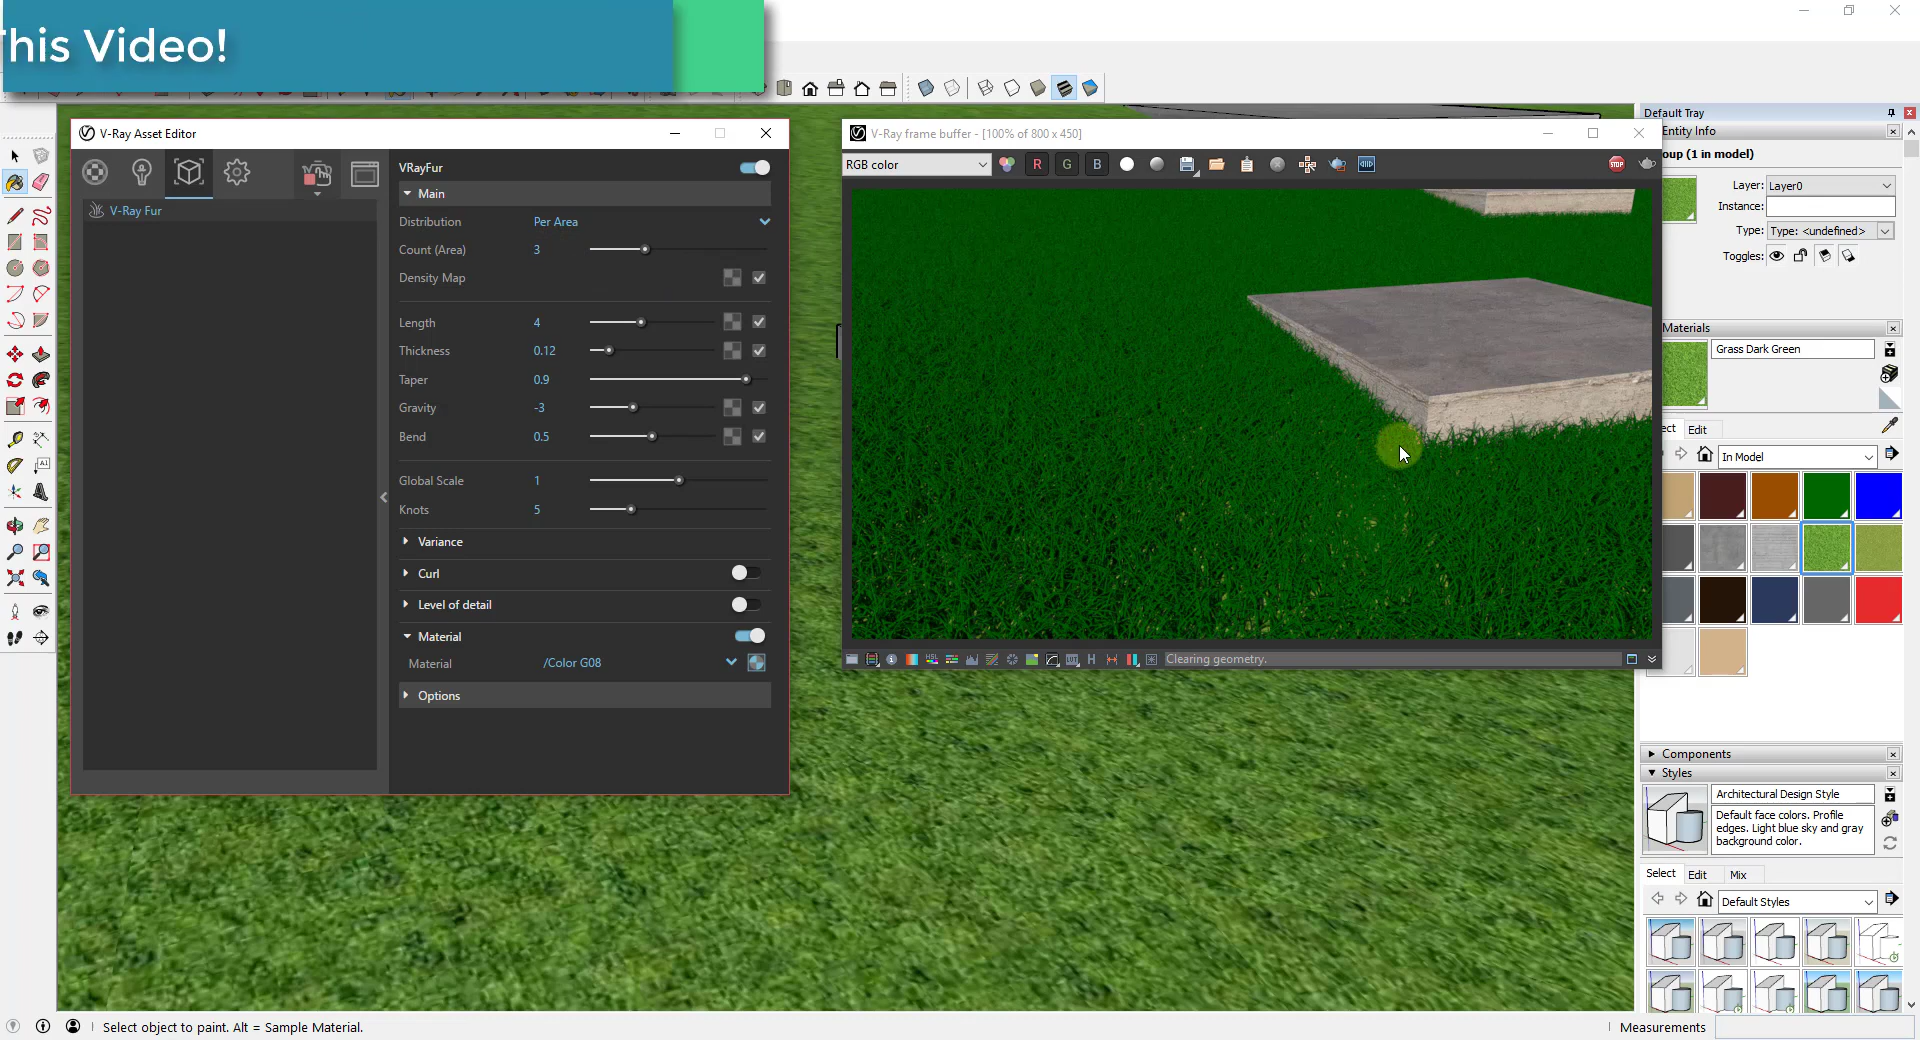 his Video!
V-Ray Asset Editor
V-Ray Fur
VRayFur
Main
Distribution Per Area
Count (Area) 3
Density Map
Length 4
Thickness 0.12
Taper 0.9
Gravity -3
Bend 0.5
Global Scale 1
Knots 5
Variance
Curl
Level of detail
Material
Material /Color G08
Options
V-Ray frame buffer - [100% of 800 x 450]
RGB color
R G B
STOP
H
Clearing geometry.
Default Tray
Entity Info
oup (1 in model)
Layer: Layer0
Instance:
Type: Type: <undefined>
Toggles:
Materials
Grass Dark Green
ect Edit
In Model
Components
Styles
Architectural Design Style
Default face colors. Profile
edges. Light blue sky and gray
background color.
Select Edit Mix
Default Styles
Select object to paint. Alt = Sample Material.
Measurements